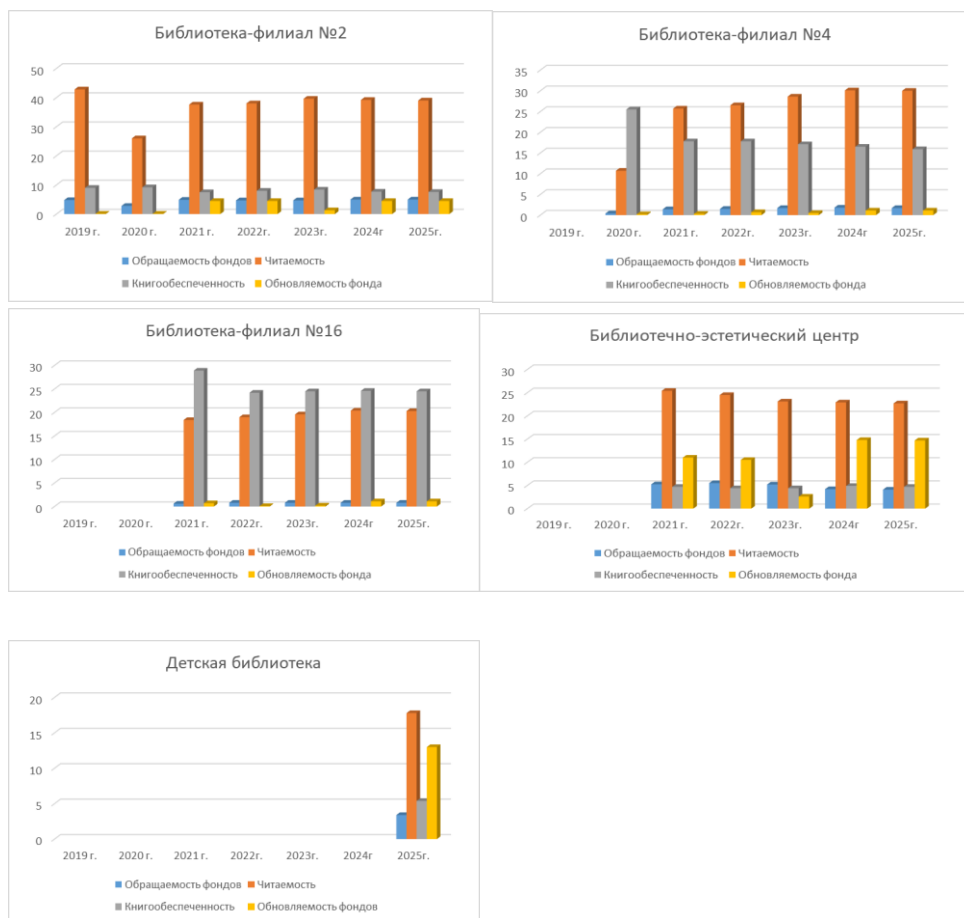 Библиотека-филиал №2
50
40
30
20
10
0
2019 г. 2020 г. 2021 г. 2022г. 2023г. 2024г 2025г.
Обращаемость фондов Читаемость
Книгообеспеченность Обновляемость фонда
Библиотека-филиал №4
35
30
25
20
15
10
5
0
2019 г. 2020 г. 2021 г. 2022г. 2023г. 2024г 2025г.
Обращаемость фондов Читаемость
Книгообеспеченность Обновляемость фонда
Библиотека-филиал №16
30
25
20
15
10
5
0
2019 г. 2020 г. 2021 г. 2022г. 2023г. 2024г 2025г.
Обращаемость фондов Читаемость
Книгообеспеченность Обновляемость фонда
Библиотечно-эстетический центр
30
25
20
15
10
5
0
2019 г. 2020 г. 2021 г. 2022г. 2023г. 2024г 2025г.
Обращаемость фондов Читаемость
Книгообеспеченность Обновляемость фонда
Детская библиотека
20
15
10
5
0
2019 г. 2020 г. 2021 г. 2022г. 2023г. 2024г 2025г.
Обращаемость фондов Читаемость
Книгообеспеченность Обновляемость фондов